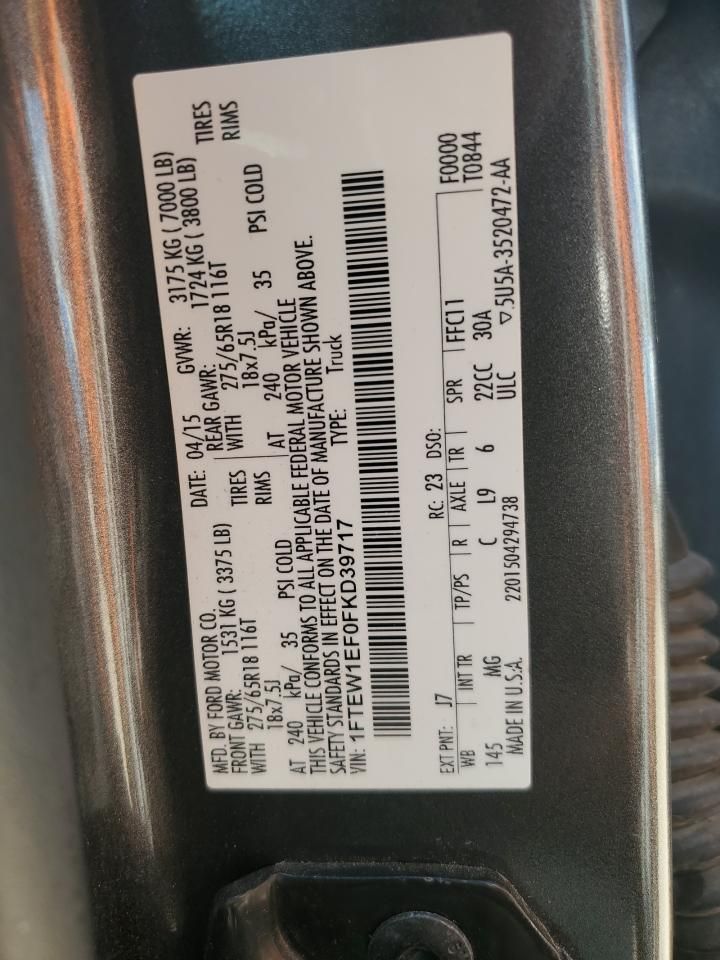 MFD. BY FORD MOTOR CO. DATE: 04/15 GVWR: 3175 KG ( 7000 LB)
FRONT GAWR: 1531 KG ( 3375 LB) REAR GAWR: 1724 KG ( 3800 LB)
WITH 275/65R18 116T TIRES WITH 275/65R18 116T TIRES
18x7.5J RIMS 18x7.5J RIMS
AT 240 kPa/ 35 PSI COLD AT 240 kPa/ 35 PSI COLD
THIS VEHICLE CONFORMS TO ALL APPLICABLE FEDERAL MOTOR VEHICLE
SAFETY STANDARDS IN EFFECT ON THE DATE OF MANUFACTURE SHOWN ABOVE.
VIN: 1FTEW1EF0FKD39717 TYPE: Truck
EXT PNT: J7 RC: 23 DSO: F0000
WB INT TR TP/PS R AXLE TR SPR FFC11 T0844
145 MG C L9 6 22CC 30A
MADE IN U.S.A. 2201504294738 ULC ▽5U5A-3520472-AA